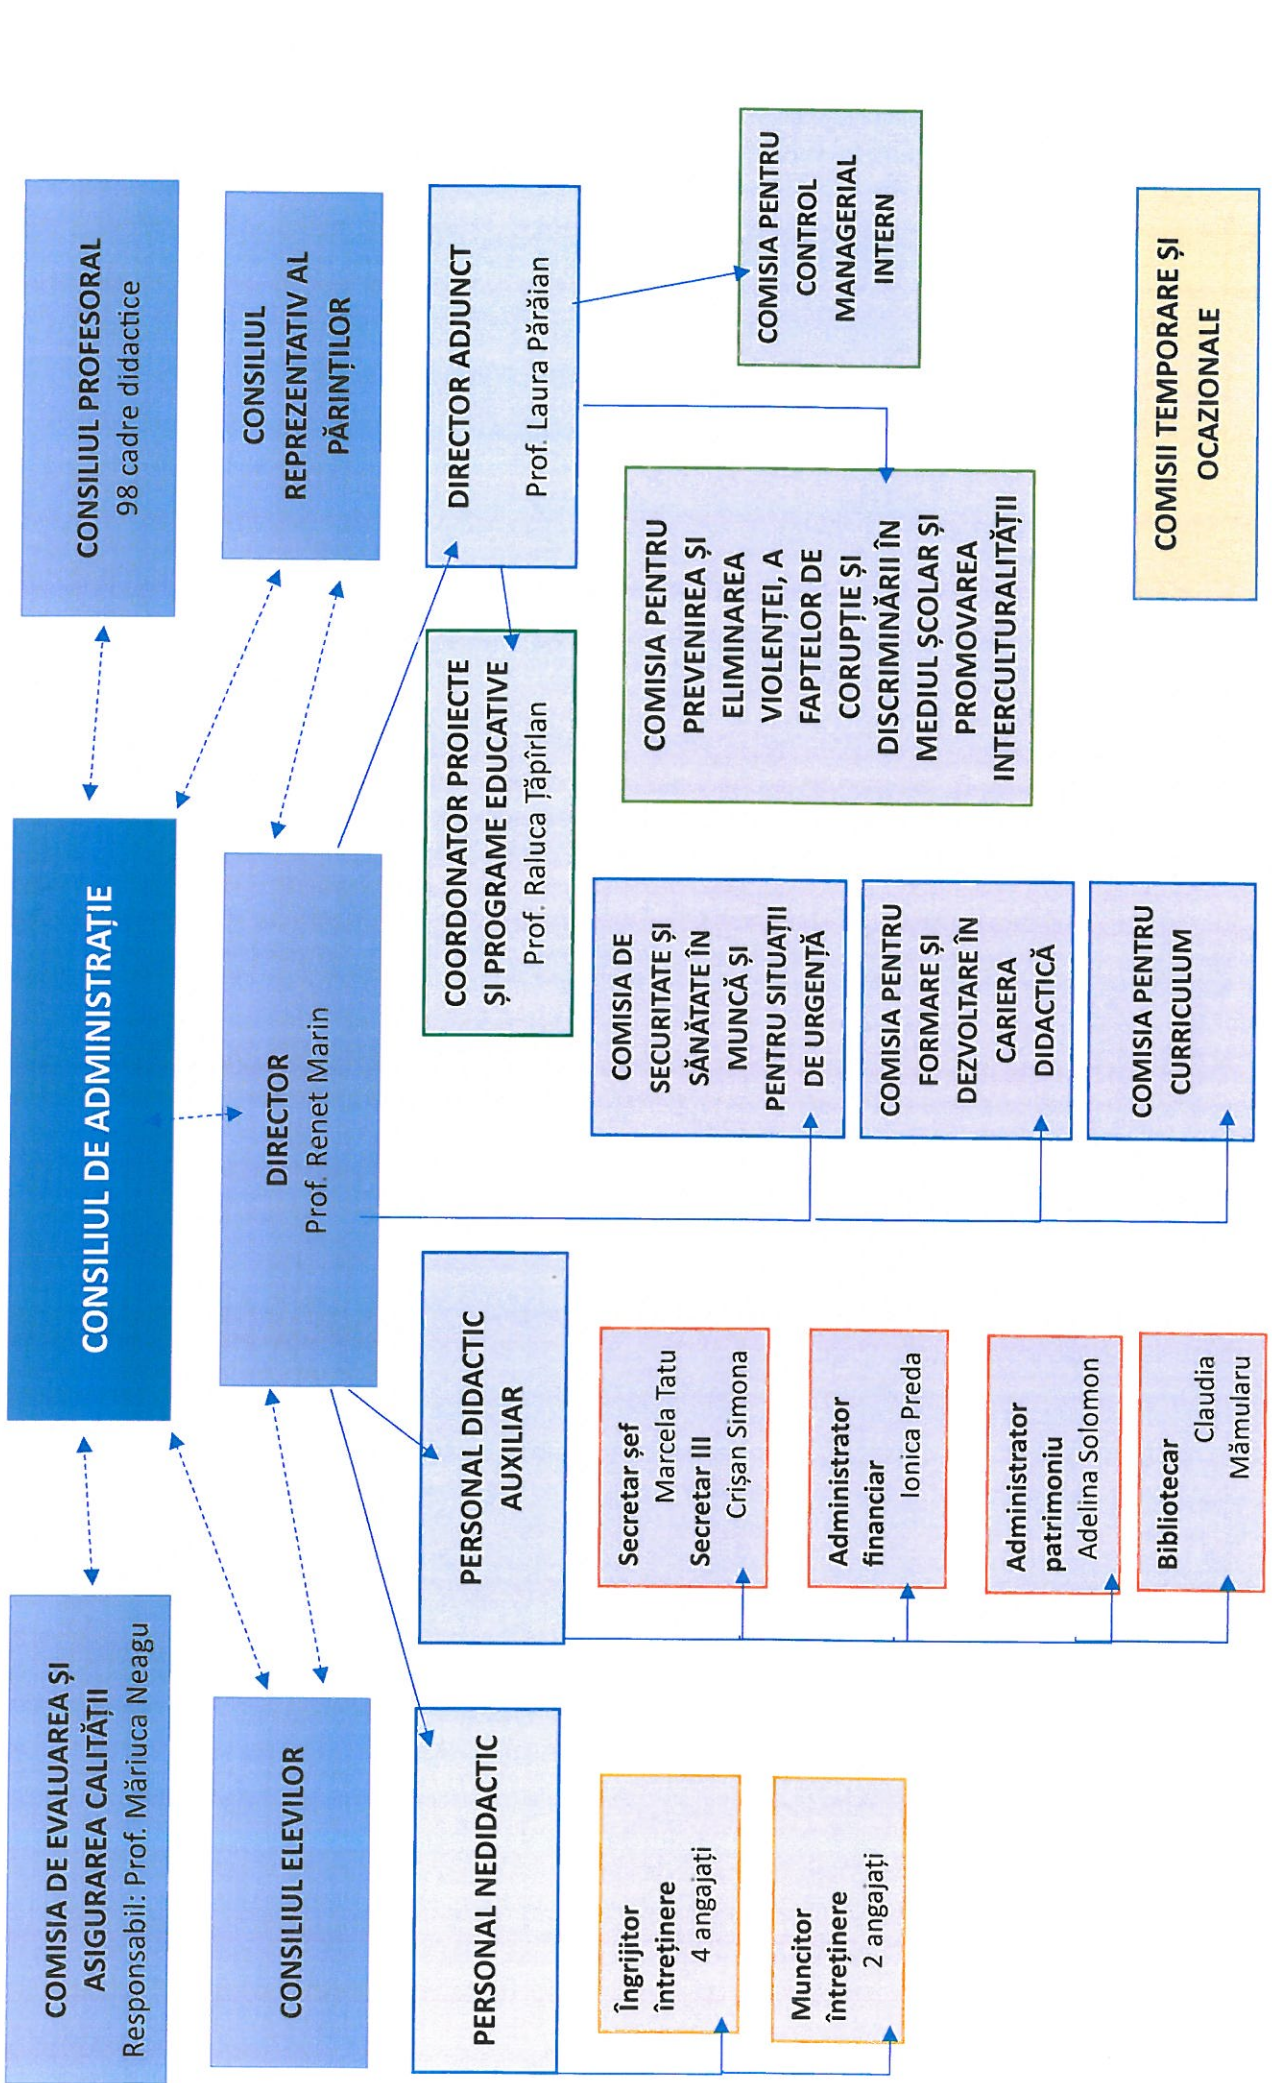 COMISIA DE EVALUAREA ȘI
ASIGURAREA CALITĂȚII
Responsabil: Prof. Măriuca Neagu
CONSILIUL DE ADMINISTRAȚIE
CONSILIUL PROFESORAL
98 cadre didactice
CONSILIUL ELEVILOR
DIRECTOR
Prof. Renet Marin
CONSILIUL
REPREZENTATIV AL
PĂRINȚILOR
PERSONAL NEDIDACTIC
PERSONAL DIDACTIC
AUXILIAR
COORDONATOR PROIECTE
ȘI PROGRAME EDUCATIVE
Prof. Raluca Țăpîrlan
DIRECTOR ADJUNCT
Prof. Laura Părăian
Îngrijitor
întreținere
4 angajați
Muncitor
întreținere
2 angajați
Secretar șef
Marcela Tatu
Secretar III
Crișan Simona
Administrator
financiar
Ionica Preda
Administrator
patrimoniu
Adelina Solomon
Bibliotecar
Claudia
Mămularu
COMISIA DE
SECURITATE ȘI
SĂNĂTATE ÎN
MUNCĂ ȘI
PENTRU SITUAȚII
DE URGENȚĂ
COMISIA PENTRU
FORMARE ȘI
DEZVOLTARE ÎN
CARIERA
DIDACTICĂ
COMISIA PENTRU
CURRICULUM
COMISIA PENTRU
PREVENIREA ȘI
ELIMINAREA
VIOLENȚEI, A
FAPTELOR DE
CORUPȚIE ȘI
DISCRIMINĂRII ÎN
MEDIUL ȘCOLAR ȘI
PROMOVAREA
INTERCULTURALITĂȚII
COMISIA PENTRU
CONTROL
MANAGERIAL
INTERN
COMISII TEMPORARE ȘI
OCAZIONALE